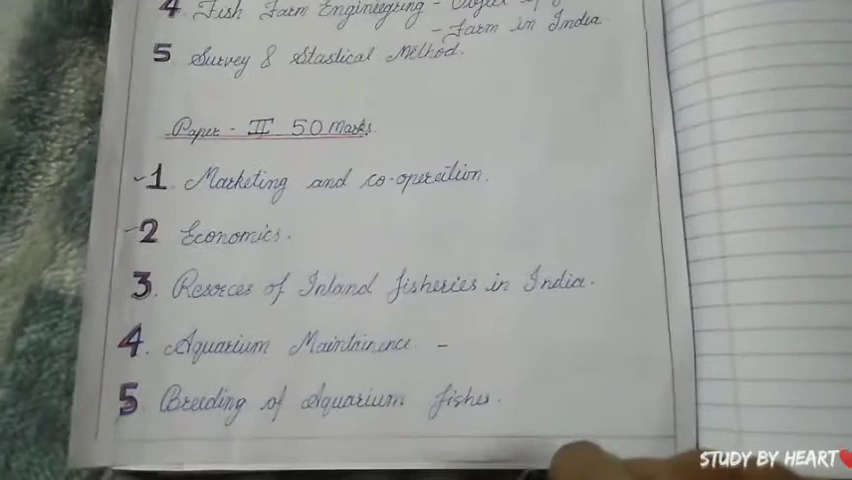 4 Fish Farm Engineering -
- Farm in India
5 Survey & Stastical Method.
Paper - II 50 Marks.
1. Marketing and co-operation.
2 Economics.
3. Resorces of Inland fisheries in India.
4. Aquarium Maintainence -
5 Breeding of Aquarium fishes.
STUDY BY HEART❤